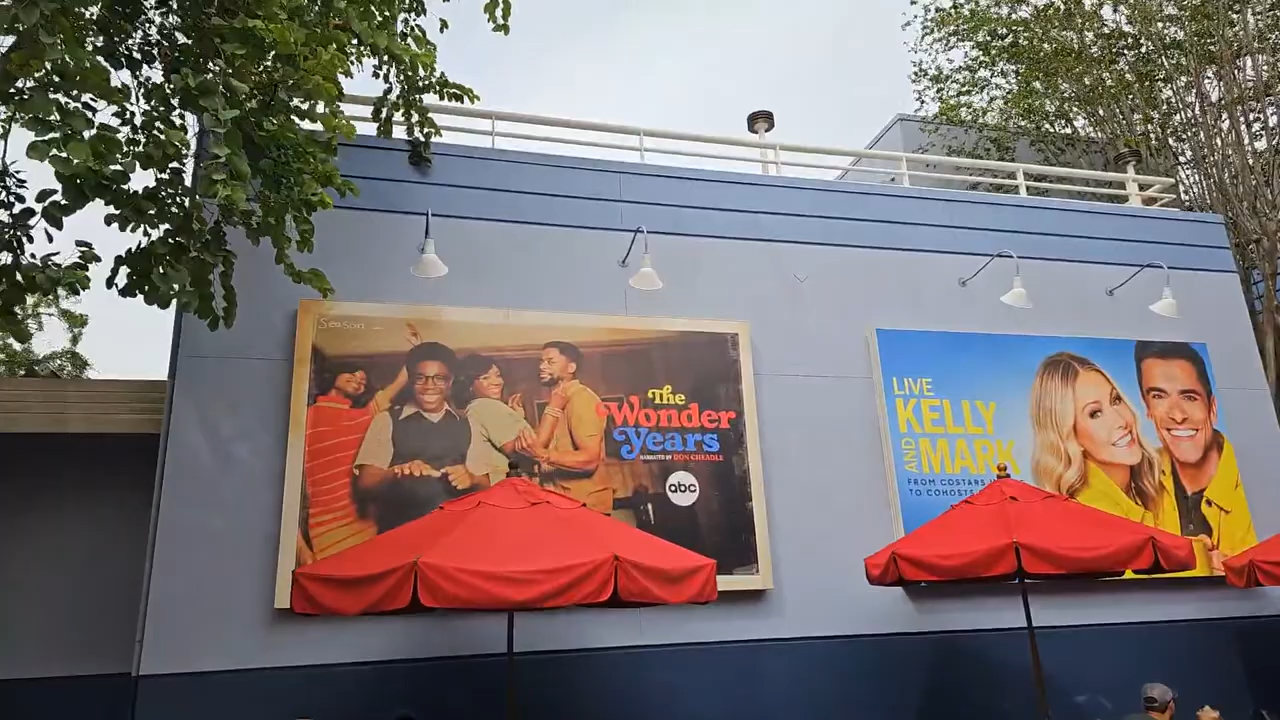 Season
The
Wonder
Years
NARRATED BY DON CHEADLE
abc
LIVE
KELLY
AND
MARK
FROM COSTARS
TO COHOSTS